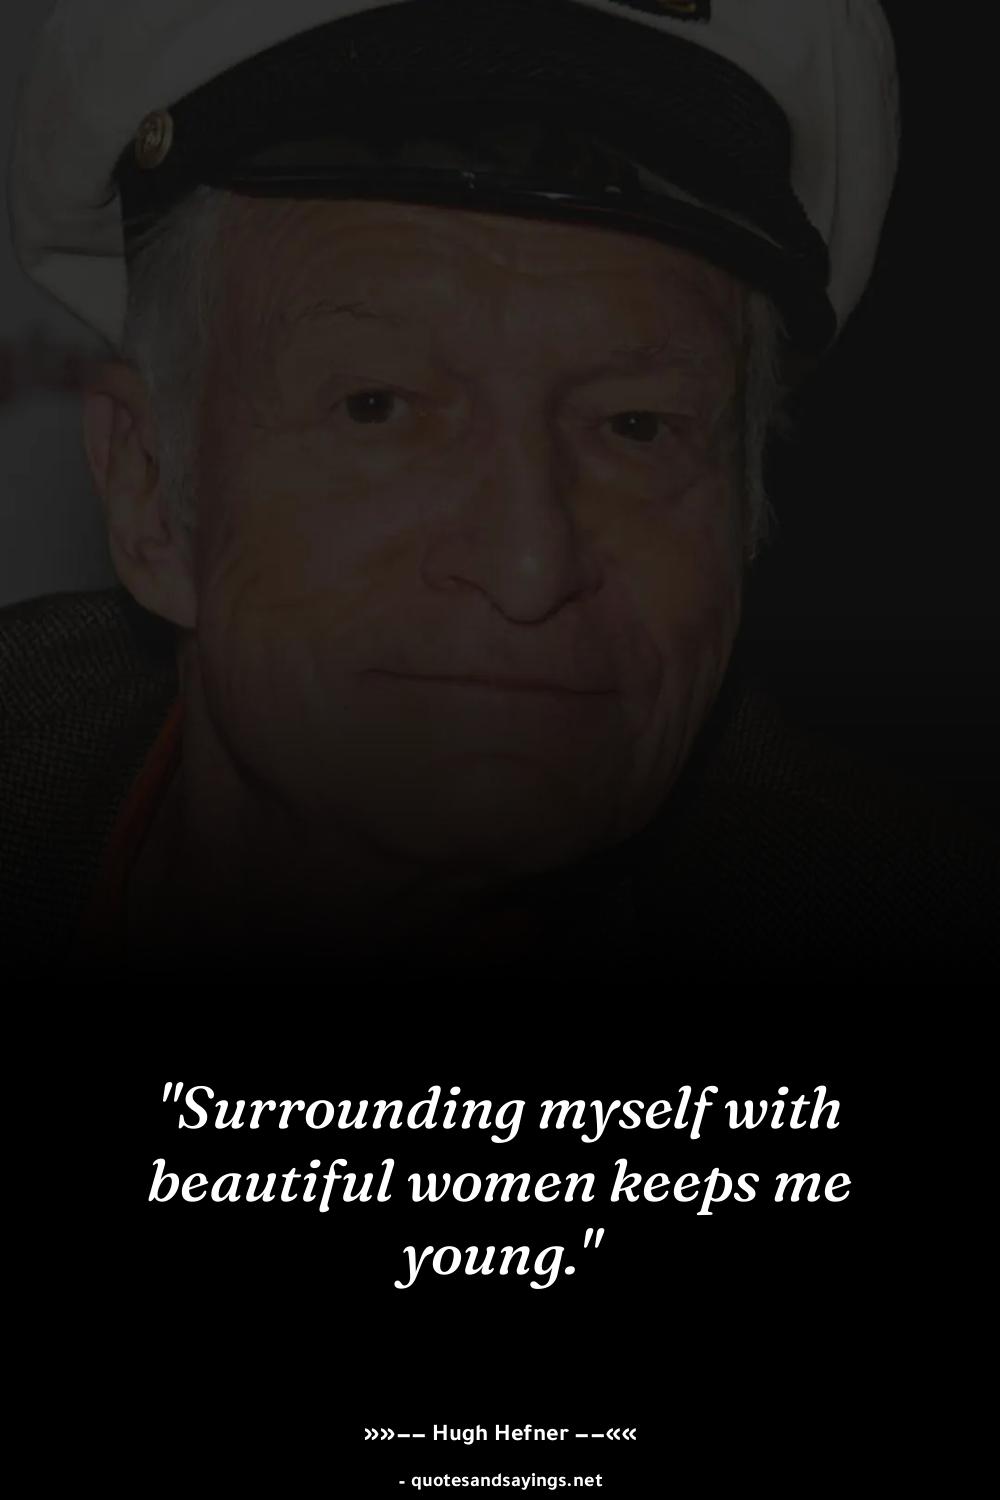 "Surrounding myself with
beautiful women keeps me
young."
»»–– Hugh Hefner ––««
- quotesandsayings.net